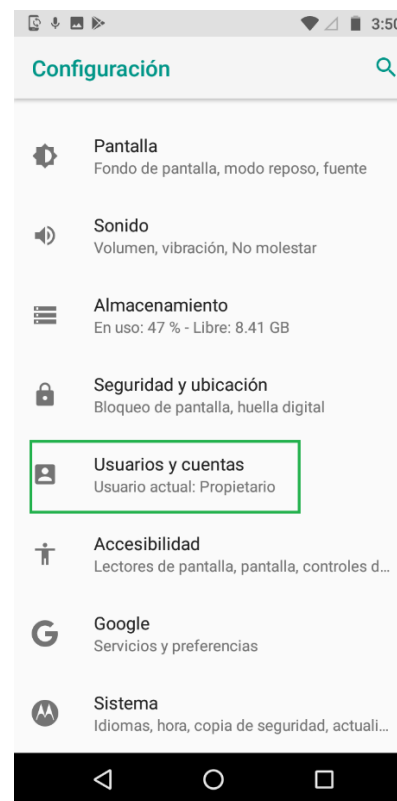 3:50
Configuración
Pantalla
Fondo de pantalla, modo reposo, fuente
Sonido
Volumen, vibración, No molestar
Almacenamiento
En uso: 47 % - Libre: 8.41 GB
Seguridad y ubicación
Bloqueo de pantalla, huella digital
Usuarios y cuentas
Usuario actual: Propietario
Accesibilidad
Lectores de pantalla, pantalla, controles d...
Google
Servicios y preferencias
Sistema
Idiomas, hora, copia de seguridad, actuali...